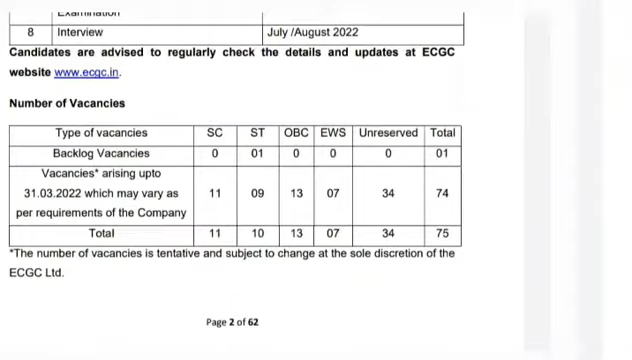 Examination
8 Interview July /August 2022
Candidates are advised to regularly check the details and updates at ECGC
website www.ecgc.in.
Number of Vacancies
Type of vacancies SC ST OBC EWS Unreserved Total
Backlog Vacancies 0 01 0 0 0 01
Vacancies* arising upto
31.03.2022 which may vary as 11 09 13 07 34 74
per requirements of the Company
Total 11 10 13 07 34 75
*The number of vacancies is tentative and subject to change at the sole discretion of the
ECGC Ltd.
Page 2 of 62